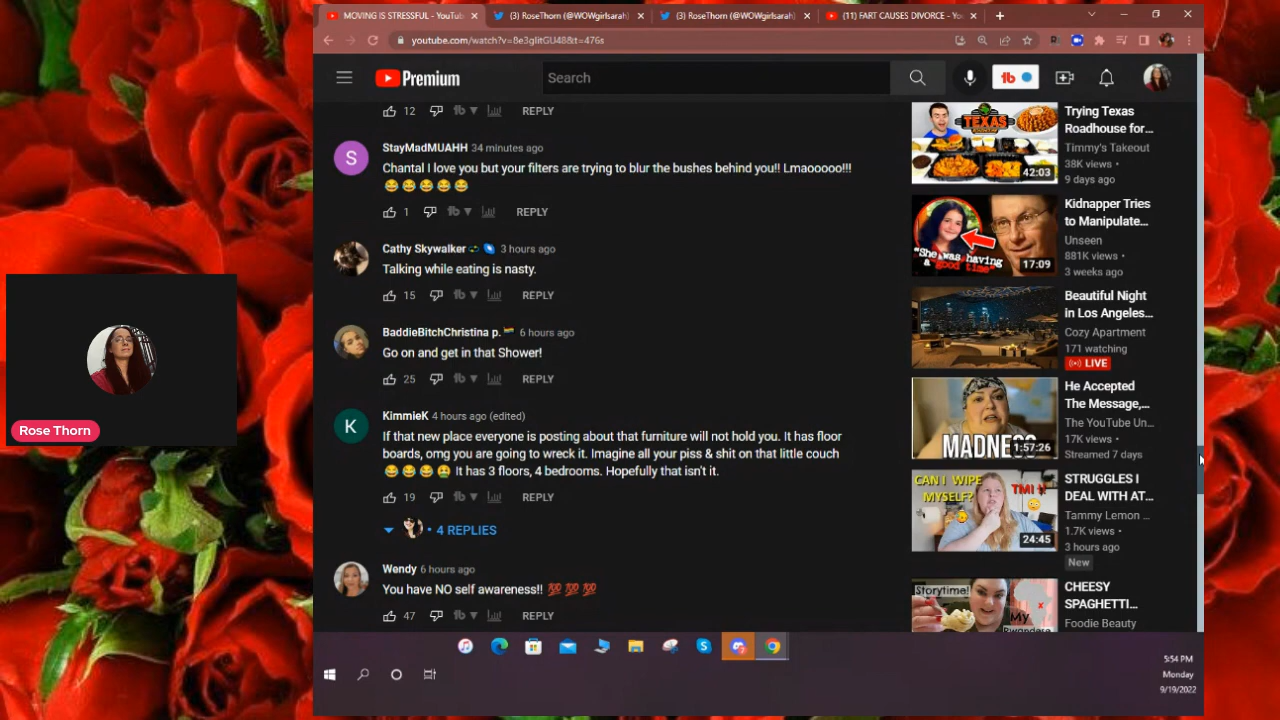 MOVING IS STRESSFUL - YouTub
(3) RoseThorn (@WOWgirlsarah)
(3) RoseThorn (@WOWgirlsarah)
(11) FART CAUSES DIVORCE - Yo
youtube.com/watch?v=8e3gIitGU48&t=476s
Premium
Search
12
REPLY
StayMadMUAHH 34 minutes ago
Chantal I love you but your filters are trying to blur the bushes behind you!! Lmaooooo!!!
😂😂😂😂😂
1
REPLY
Cathy Skywalker 3 hours ago
Talking while eating is nasty.
15
REPLY
BaddieBitchChristina p. 6 hours ago
Go on and get in that Shower!
25
REPLY
KimmieK 4 hours ago (edited)
If that new place everyone is posting about that furniture will not hold you. It has floor
boards, omg you are going to wreck it. Imagine all your piss & shit on that little couch
😂😂😂🤮 It has 3 floors, 4 bedrooms. Hopefully that isn't it.
19
REPLY
4 REPLIES
Wendy 6 hours ago
You have NO self awareness!! 💯 💯 💯
47
REPLY
TEXAS
42:03
Trying Texas
Roadhouse for...
Timmy's Takeout
38K views •
9 days ago
"She was having
a good time"
17:09
Kidnapper Tries
to Manipulate...
Unseen
881K views •
3 weeks ago
Beautiful Night
in Los Angeles...
Cozy Apartment
171 watching
LIVE
MADNESS
1:57:26
He Accepted
The Message,...
The YouTube Un...
17K views •
Streamed 7 days
CAN I WIPE
MYSELF?
TMI !!
24:45
STRUGGLES I
DEAL WITH AT...
Tammy Lemon ...
1.7K views •
3 hours ago
New
Storytime!
My
CHEESY
SPAGHETTI...
Foodie Beauty
Rose Thorn
S
K
5:54 PM
Monday
9/19/2022